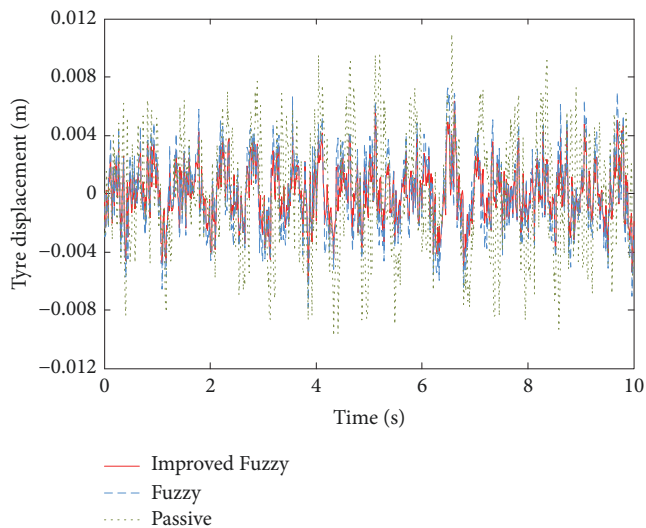 0.012
0.008
0.004
0
−0.004
−0.008
−0.012
Tyre displacement (m)
0 2 4 6 8 10
Time (s)
Improved Fuzzy
Fuzzy
Passive